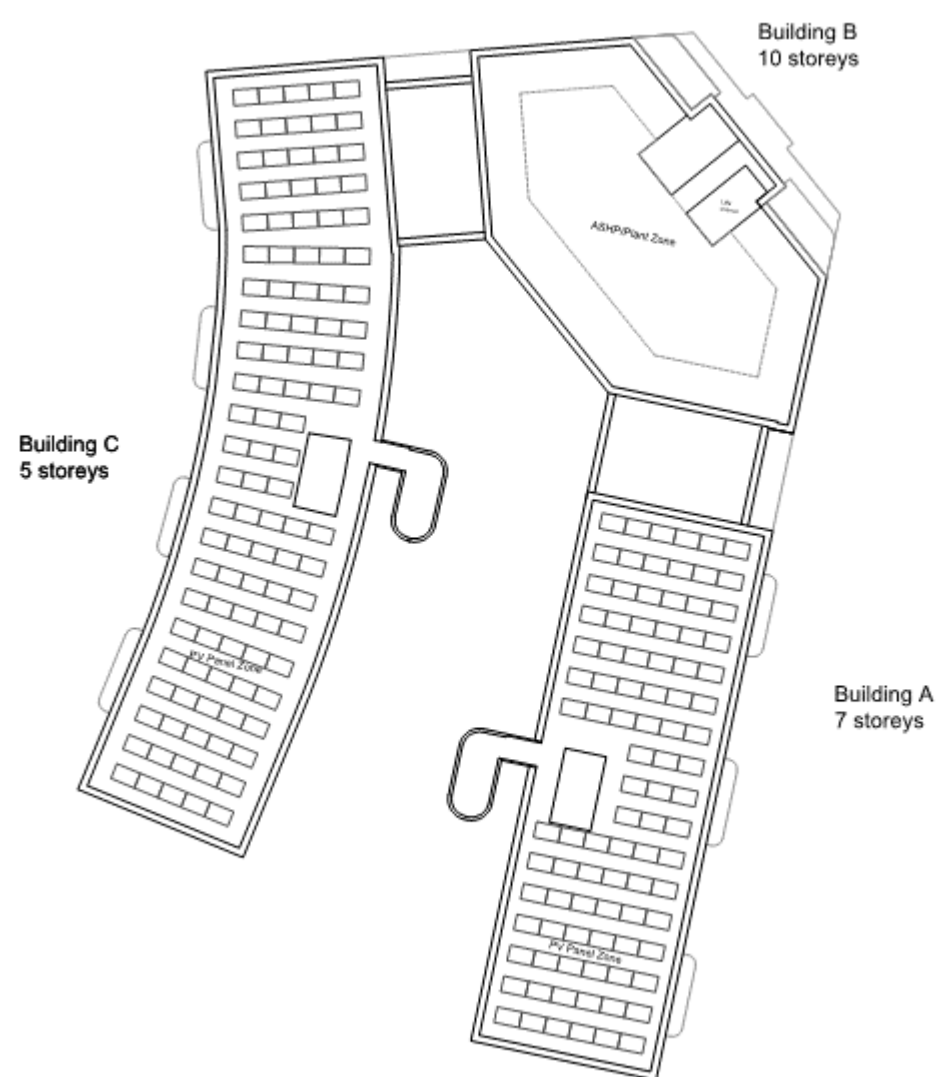 Building B
10 storeys
ASHP/Plant Zone
Building C
5 storeys
PV Panel Zone
Building A
7 storeys
PV Panel Zone